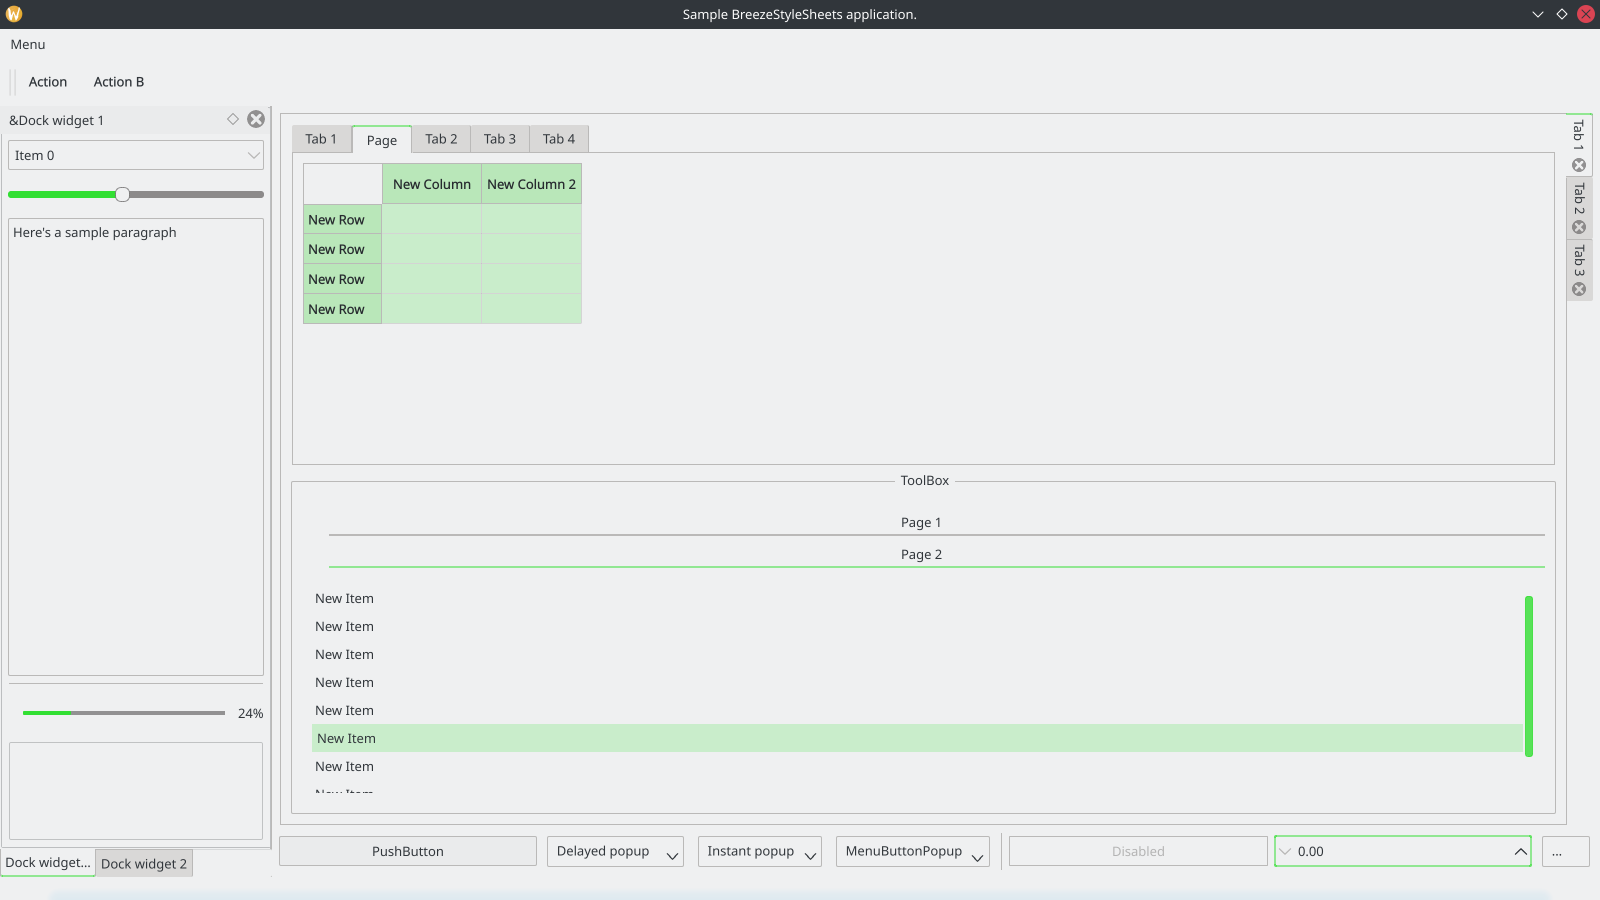 Sample BreezeStyleSheets application.
Menu
Action
Action B
&Dock widget 1
Item 0
Here's a sample paragraph
24%
Dock widget...
Dock widget 2
Tab 1
Page
Tab 2
Tab 3
Tab 4
New Column
New Column 2
New Row
New Row
New Row
New Row
ToolBox
Page 1
Page 2
New Item
New Item
New Item
New Item
New Item
New Item
New Item
New Item
Tab 1
Tab 2
Tab 3
PushButton
Delayed popup
Instant popup
MenuButtonPopup
Disabled
0.00
...